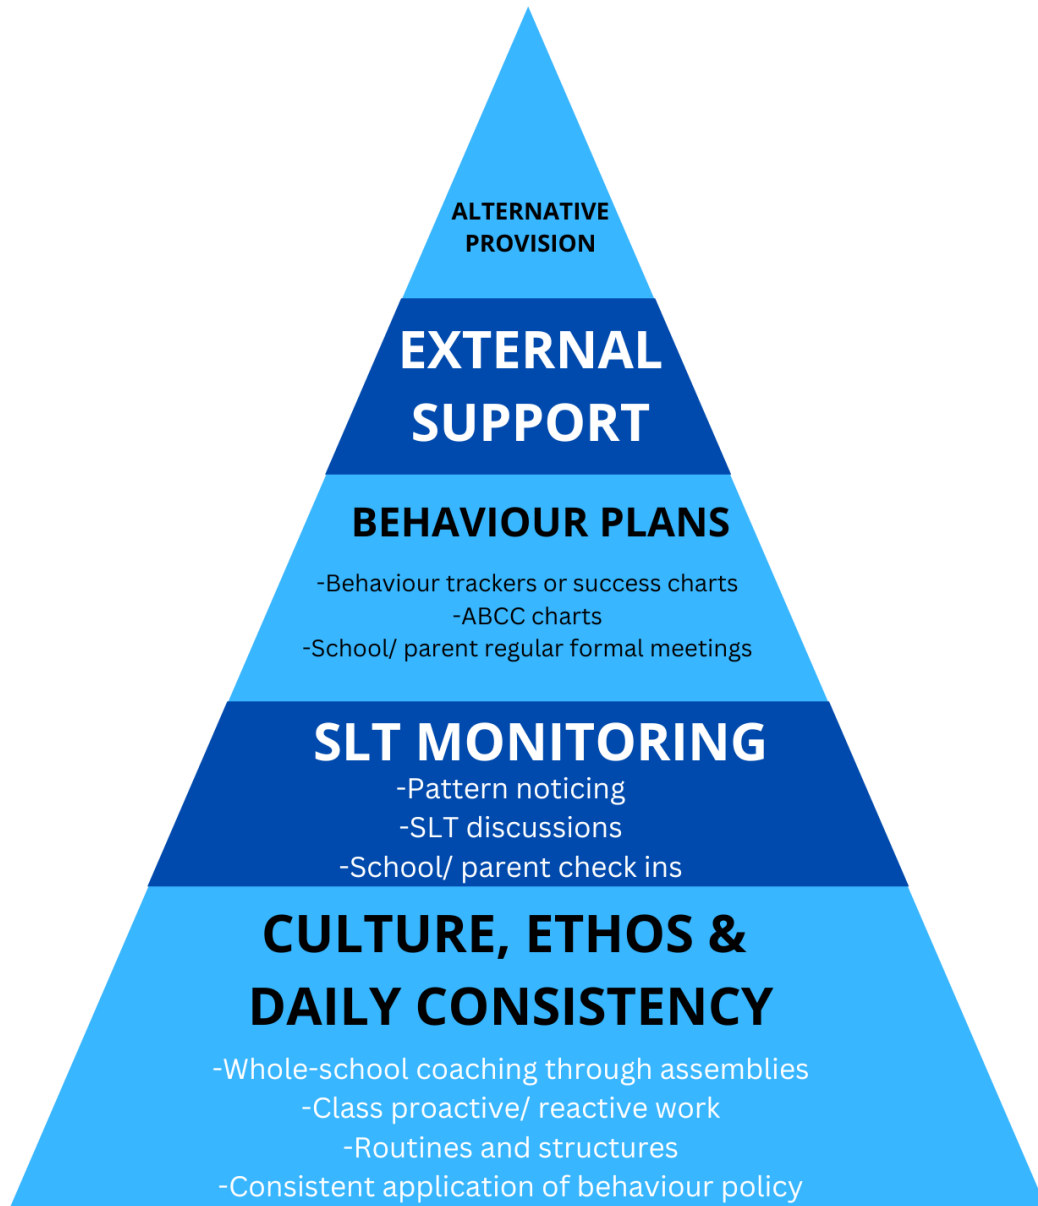 ALTERNATIVE
PROVISION
EXTERNAL
SUPPORT
BEHAVIOUR PLANS
-Behaviour trackers or success charts
-ABCC charts
-School/ parent regular formal meetings
SLT MONITORING
-Pattern noticing
-SLT discussions
-School/ parent check ins
CULTURE, ETHOS &
DAILY CONSISTENCY
-Whole-school coaching through assemblies
-Class proactive/ reactive work
-Routines and structures
-Consistent application of behaviour policy